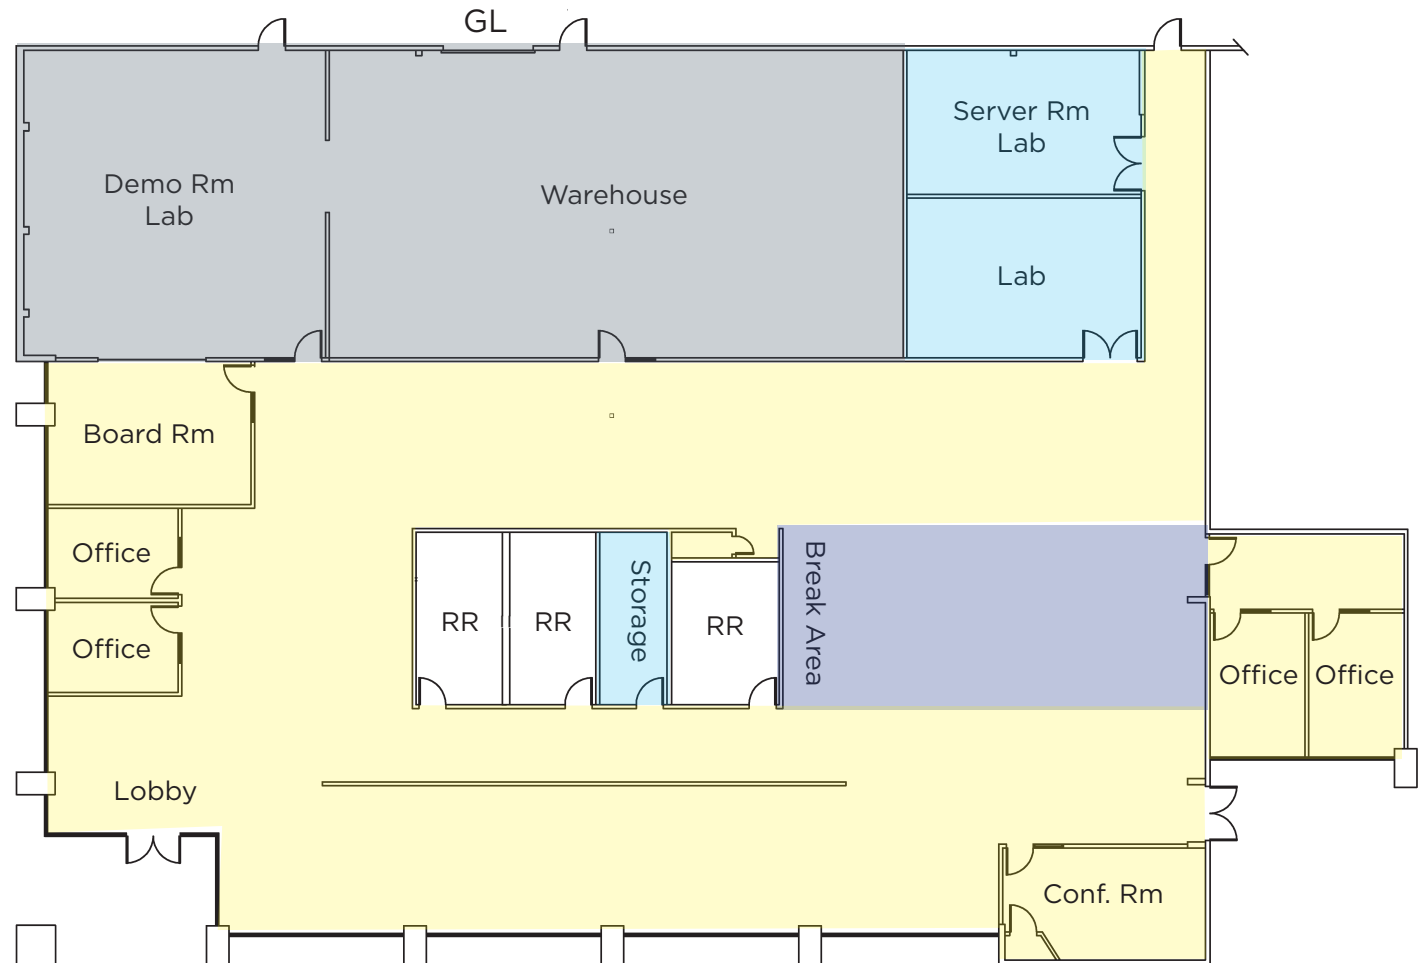 GL
Demo Rm
Lab
Warehouse
Server Rm
Lab
Lab
Board Rm
Office
Office
RR
RR
Storage
RR
Break Area
Office
Office
Lobby
Conf. Rm